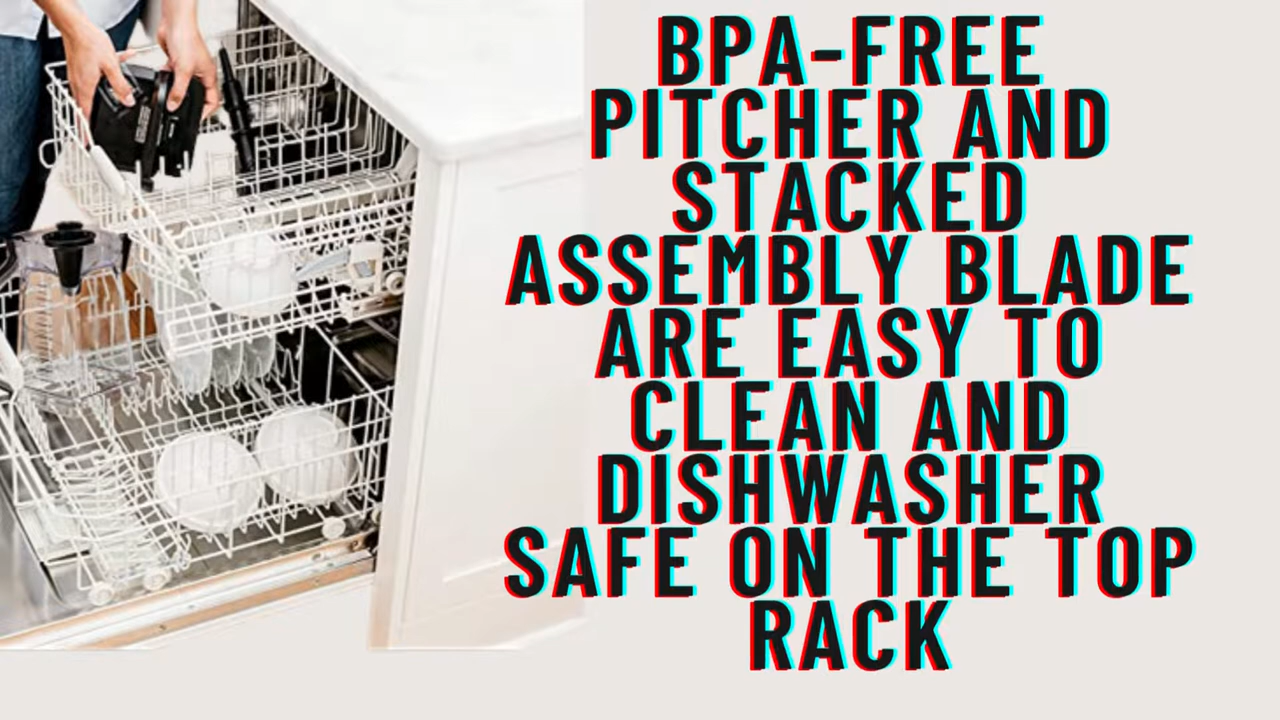 BPA-FREE
PITCHER AND
STACKED
ASSEMBLY BLADE
ARE EASY TO
CLEAN AND
DISHWASHER
SAFE ON THE TOP
RACK